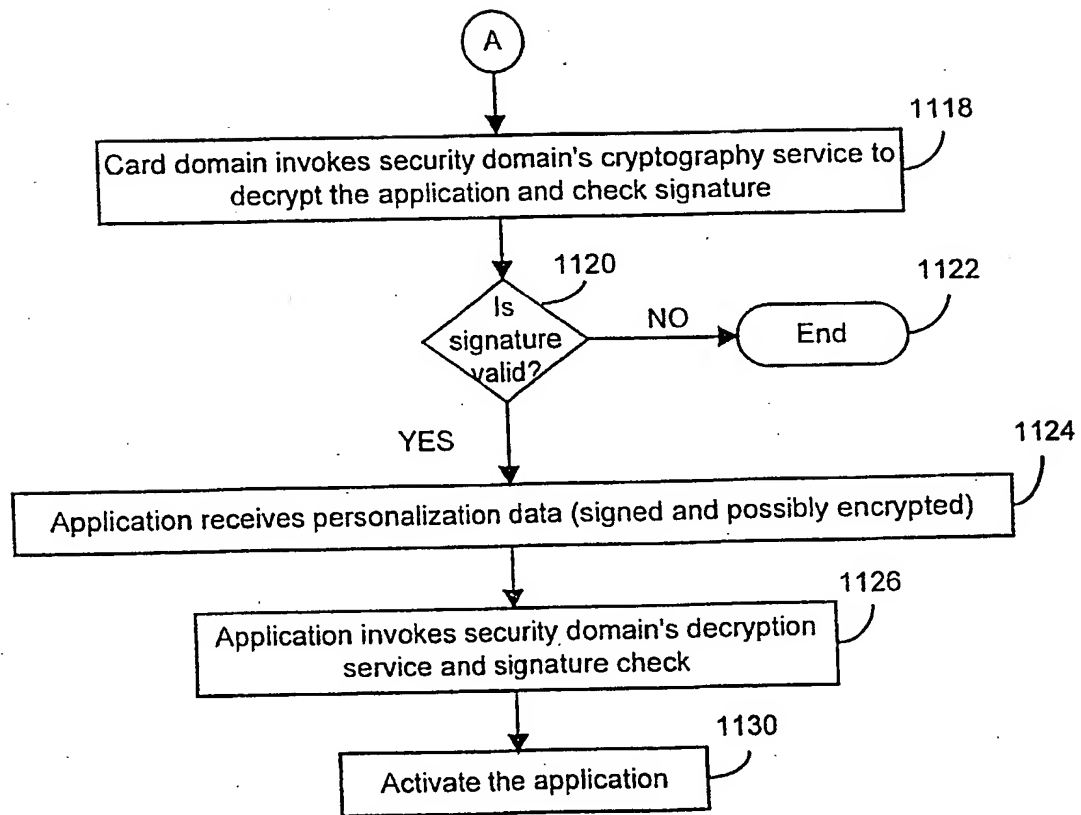 A
1118
Card domain invokes security domain's cryptography service to
decrypt the application and check signature
1120
Is
signature
valid?
NO
1122
End
YES
1124
Application receives personalization data (signed and possibly encrypted)
1126
Application invokes security domain's decryption
service and signature check
1130
Activate the application